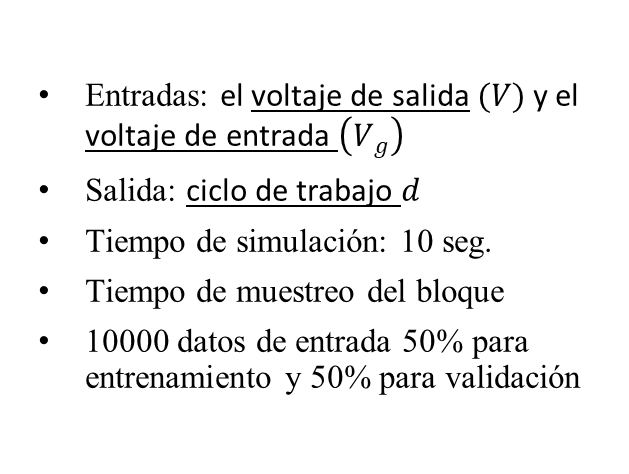 • Entradas: el voltaje de salida (V) y el
voltaje de entrada (V_g)
• Salida: ciclo de trabajo d
• Tiempo de simulación: 10 seg.
• Tiempo de muestreo del bloque
• 10000 datos de entrada 50% para
entrenamiento y 50% para validación